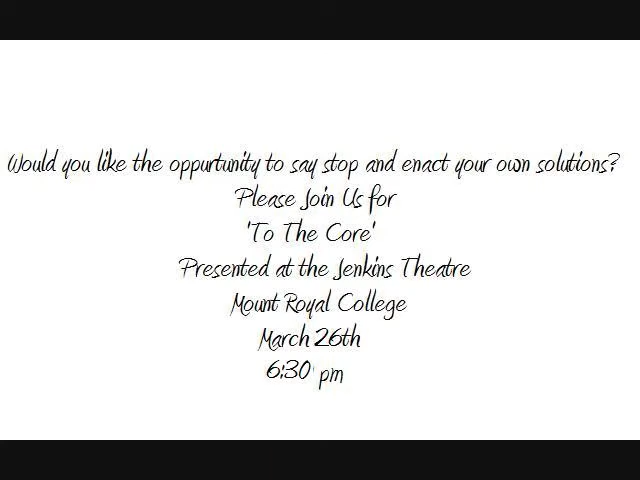 Would you like the oppurtunity to say stop and enact your own solutions?
Please Join Us for
'To The Core'
Presented at the Jenkins Theatre
Mount Royal College
March 26th
6:30 pm